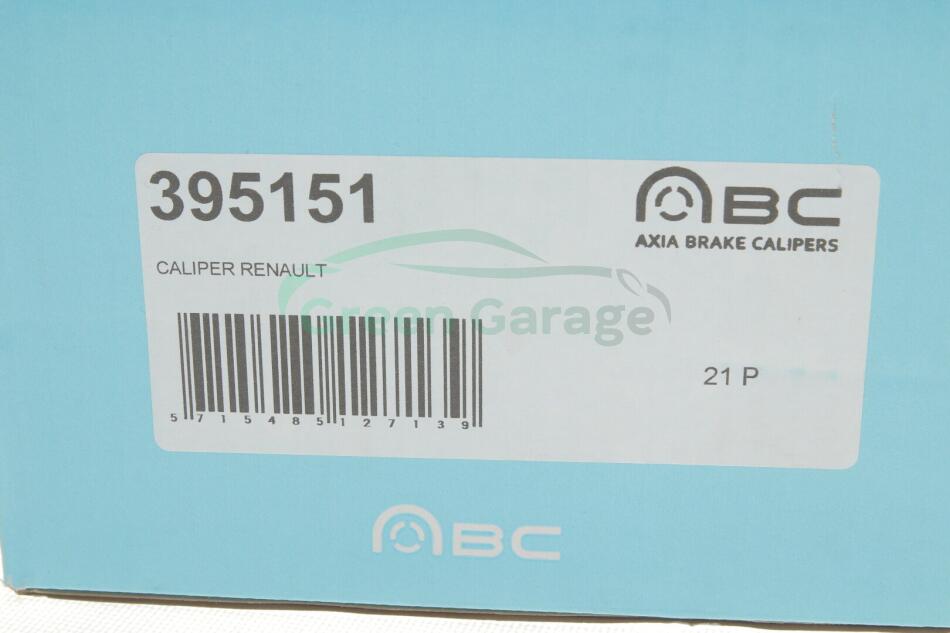 395151
ABC
AXIA BRAKE CALIPERS
CALIPER RENAULT
Green Garage
21 P
5 715485 127139
ABC